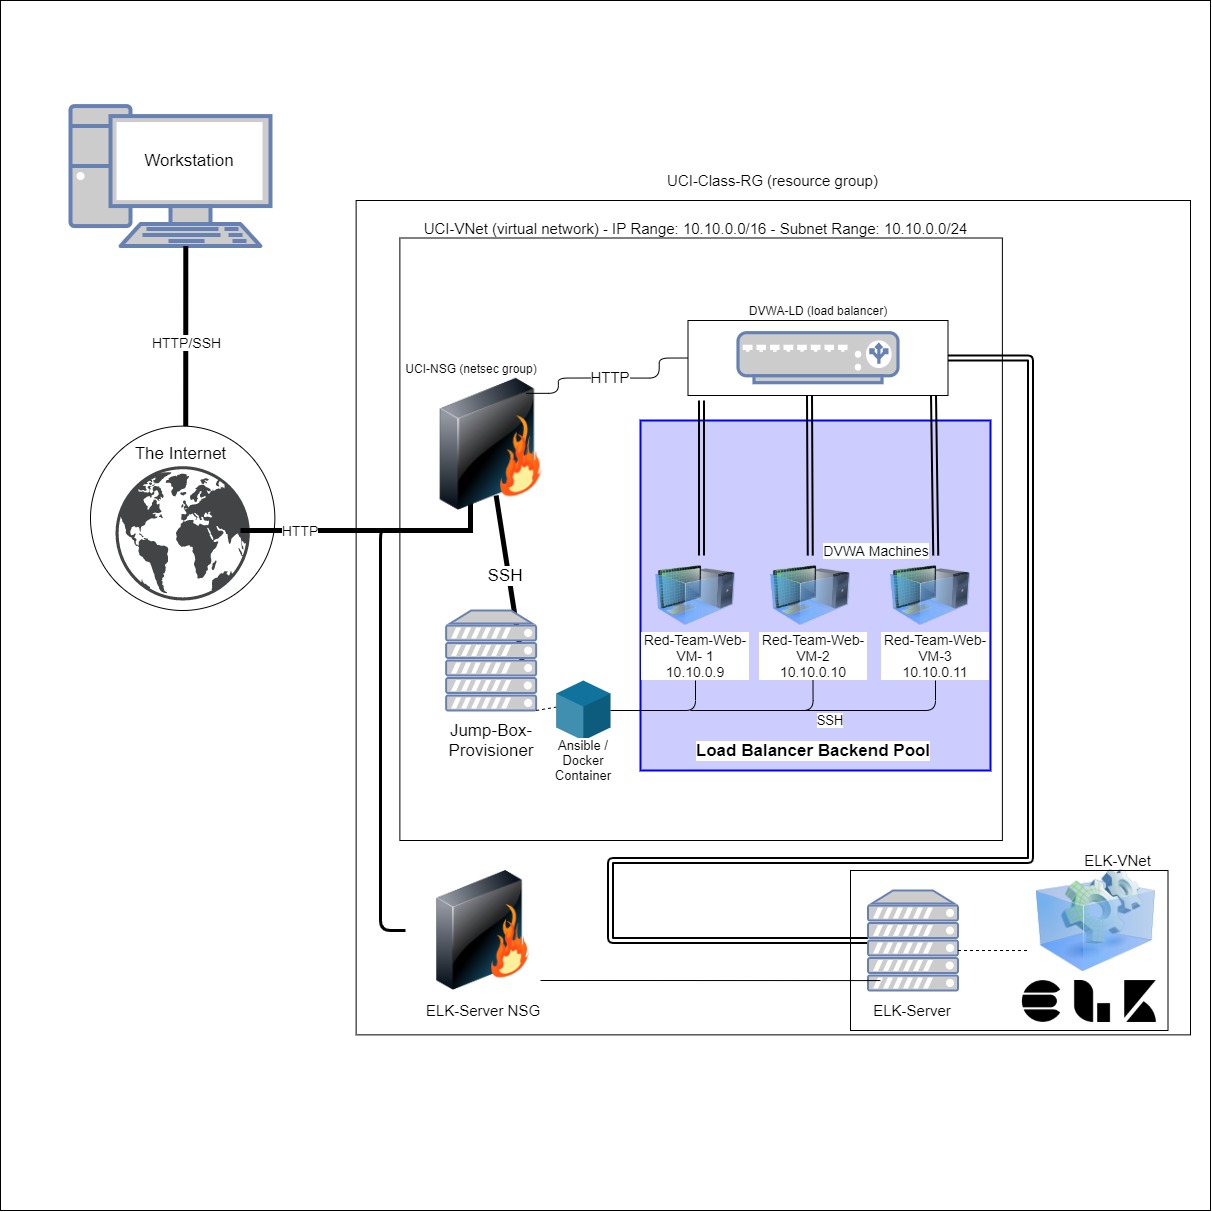 Workstation
UCI-Class-RG (resource group)
UCI-VNet (virtual network) - IP Range: 10.10.0.0/16 - Subnet Range: 10.10.0.0/24
DVWA-LD (load balancer)
HTTP/SSH
UCI-NSG (netsec group)
HTTP
The Internet
HTTP
DVWA Machines
SSH
Red-Team-Web-
VM- 1
10.10.0.9
Red-Team-Web-
VM-2
10.10.0.10
Red-Team-Web-
VM-3
10.10.0.11
SSH
Jump-Box-
Provisioner
Ansible /
Docker
Container
Load Balancer Backend Pool
ELK-VNet
ELK-Server NSG
ELK-Server
ELK